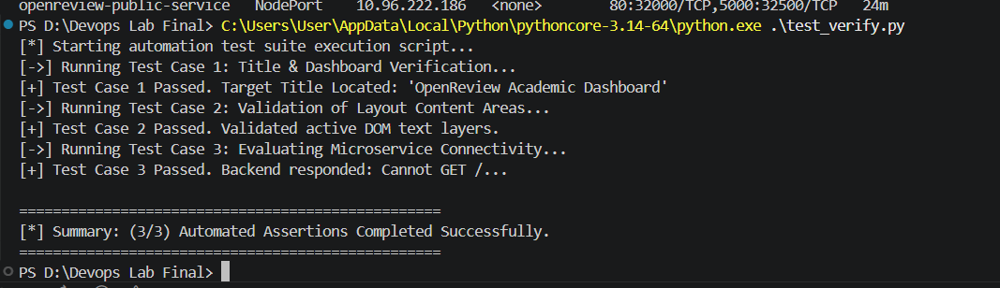 openreview-public-service   NodePort    10.96.222.186   <none>        80:32000/TCP,5000:32500/TCP   24m
PS D:\Devops Lab Final> C:\Users\User\AppData\Local\Python\pythoncore-3.14-64\python.exe .\test_verify.py
[*] Starting automation test suite execution script...
[->] Running Test Case 1: Title & Dashboard Verification...
[+] Test Case 1 Passed. Target Title Located: 'OpenReview Academic Dashboard'
[->] Running Test Case 2: Validation of Layout Content Areas...
[+] Test Case 2 Passed. Validated active DOM text layers.
[->] Running Test Case 3: Evaluating Microservice Connectivity...
[+] Test Case 3 Passed. Backend responded: Cannot GET /...
==================================================
[*] Summary: (3/3) Automated Assertions Completed Successfully.
==================================================
PS D:\Devops Lab Final>